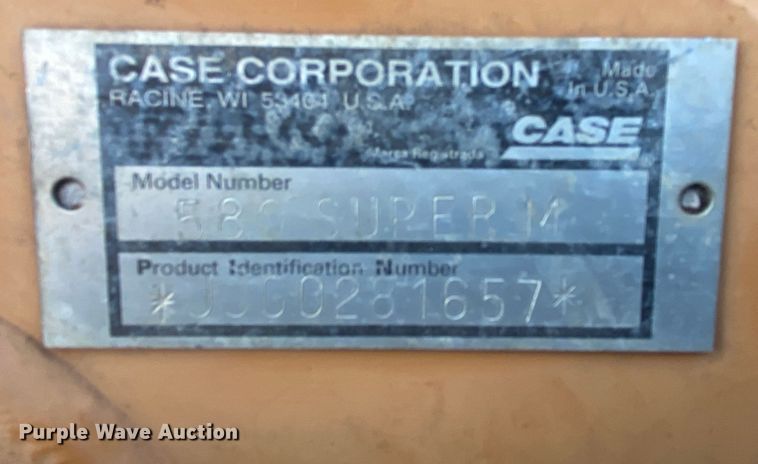 CASE CORPORATION
Made
RACINE, WI 53404 U.S.A.
In U.S.A.
CASE
Marca Registrada
Model Number
SUPER M
Product Identification Number
*JJG0281657*
Purple Wave Auction